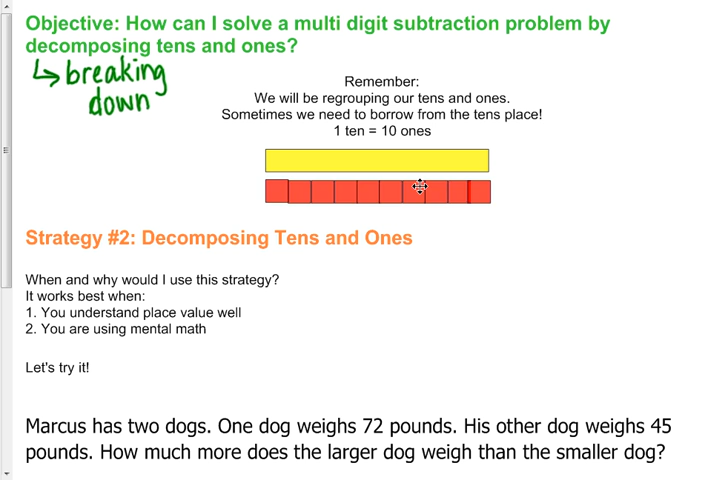 Objective: How can I solve a multi digit subtraction problem by
decomposing tens and ones?
↳ breaking
down
Remember:
We will be regrouping our tens and ones.
Sometimes we need to borrow from the tens place!
1 ten = 10 ones
Strategy #2: Decomposing Tens and Ones
When and why would I use this strategy?
It works best when:
1. You understand place value well
2. You are using mental math
Let's try it!
Marcus has two dogs. One dog weighs 72 pounds. His other dog weighs 45
pounds. How much more does the larger dog weigh than the smaller dog?